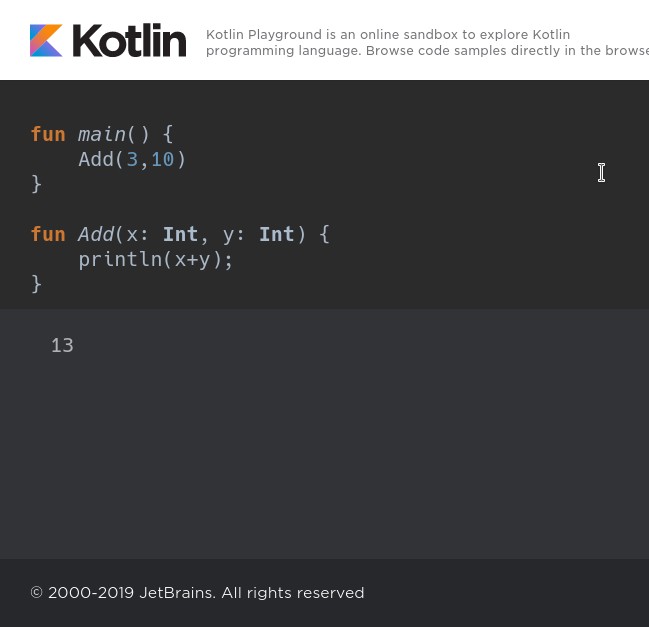 Kotlin
Kotlin Playground is an online sandbox to explore Kotlin
programming language. Browse code samples directly in the browse
fun main() {
    Add(3,10)
}
fun Add(x: Int, y: Int) {
    println(x+y);
}
13
© 2000-2019 JetBrains. All rights reserved